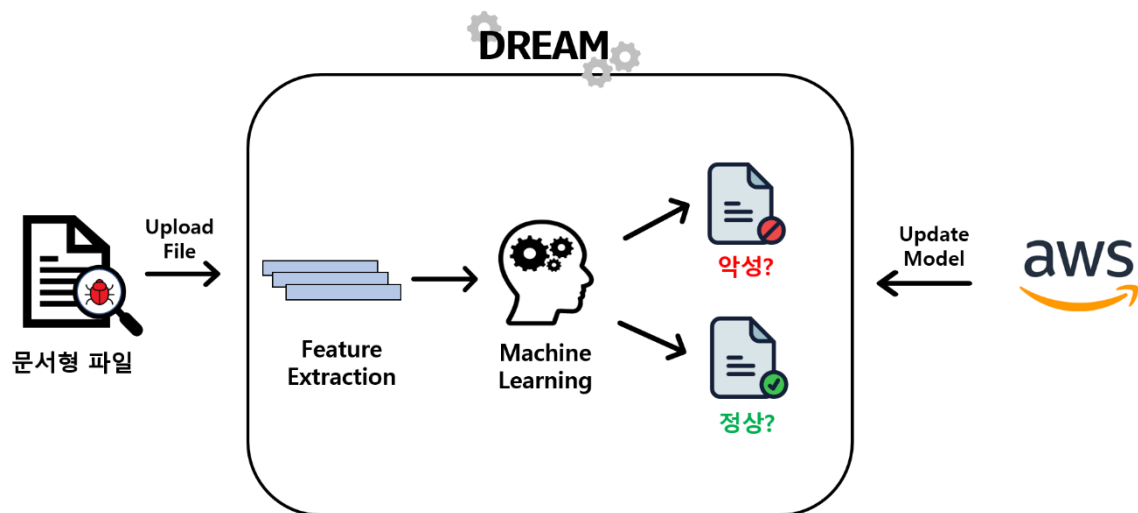 DREAM
Upload
File
문서형 파일
Feature
Extraction
Machine
Learning
악성?
정상?
Update
Model
aws